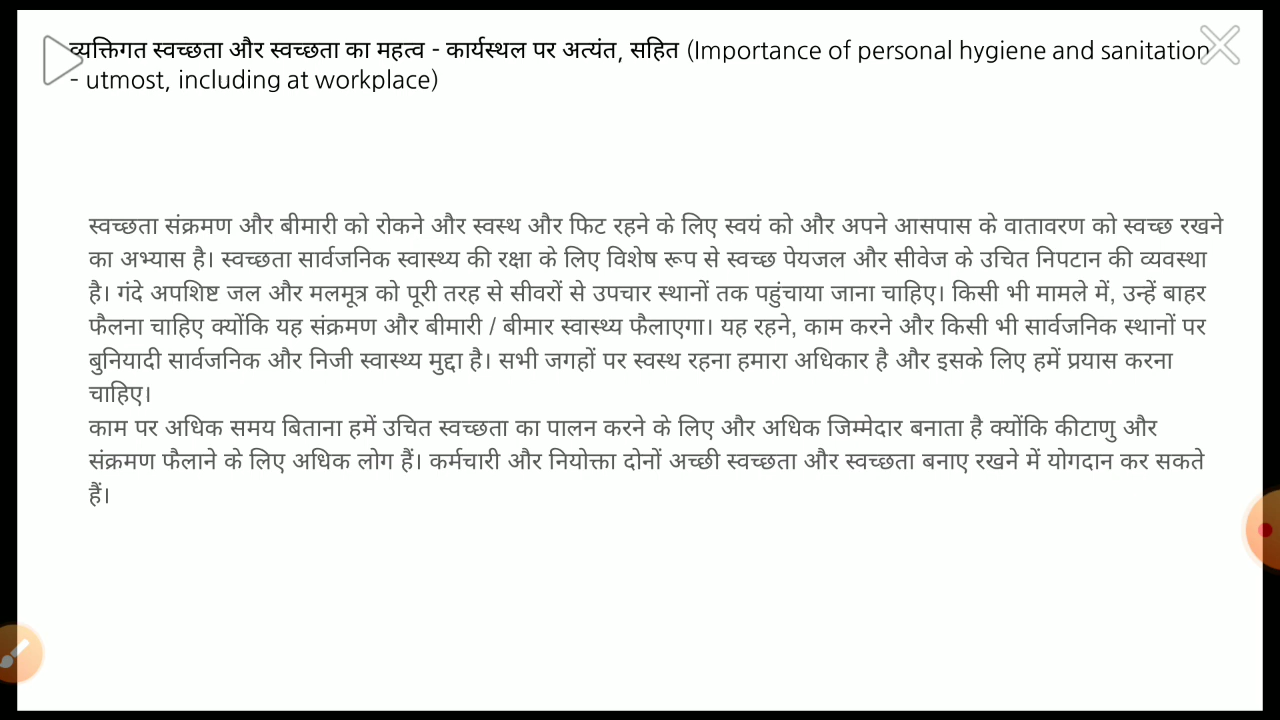 व्यक्तिगत स्वच्छता और स्वच्छता का महत्व - कार्यस्थल पर अत्यंत, सहित (Importance of personal hygiene and sanitation
- utmost, including at workplace)
स्वच्छता संक्रमण और बीमारी को रोकने और स्वस्थ और फिट रहने के लिए स्वयं को और अपने आसपास के वातावरण को स्वच्छ रखने
का अभ्यास है। स्वच्छता सार्वजनिक स्वास्थ्य की रक्षा के लिए विशेष रूप से स्वच्छ पेयजल और सीवेज के उचित निपटान की व्यवस्था
है। गंदे अपशिष्ट जल और मलमूत्र को पूरी तरह से सीवरों से उपचार स्थानों तक पहुंचाया जाना चाहिए। किसी भी मामले में, उन्हें बाहर
फैलना चाहिए क्योंकि यह संक्रमण और बीमारी / बीमार स्वास्थ्य फैलाएगा। यह रहने, काम करने और किसी भी सार्वजनिक स्थानों पर
बुनियादी सार्वजनिक और निजी स्वास्थ्य मुद्दा है। सभी जगहों पर स्वस्थ रहना हमारा अधिकार है और इसके लिए हमें प्रयास करना
चाहिए।
काम पर अधिक समय बिताना हमें उचित स्वच्छता का पालन करने के लिए और अधिक जिम्मेदार बनाता है क्योंकि कीटाणु और
संक्रमण फैलाने के लिए अधिक लोग हैं। कर्मचारी और नियोक्ता दोनों अच्छी स्वच्छता और स्वच्छता बनाए रखने में योगदान कर सकते
हैं।